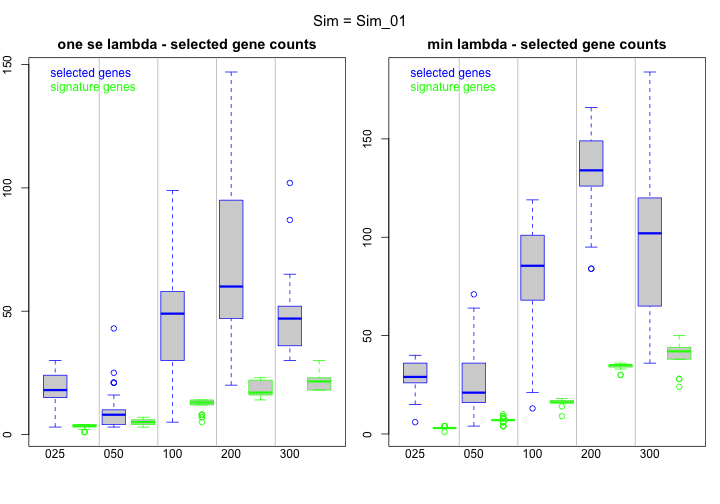 Sim = Sim_01
one se lambda - selected gene counts
selected genes
signature genes
0
50
100
150
025 050 100 200 300
min lambda - selected gene counts
selected genes
signature genes
0
50
100
150
025 050 100 200 300